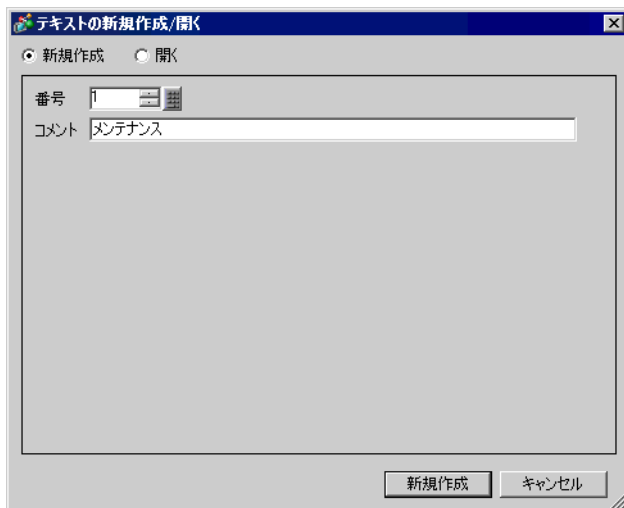 テキストの新規作成/開く
新規作成 開く
番号 1
コメント メンテナンス
新規作成 キャンセル